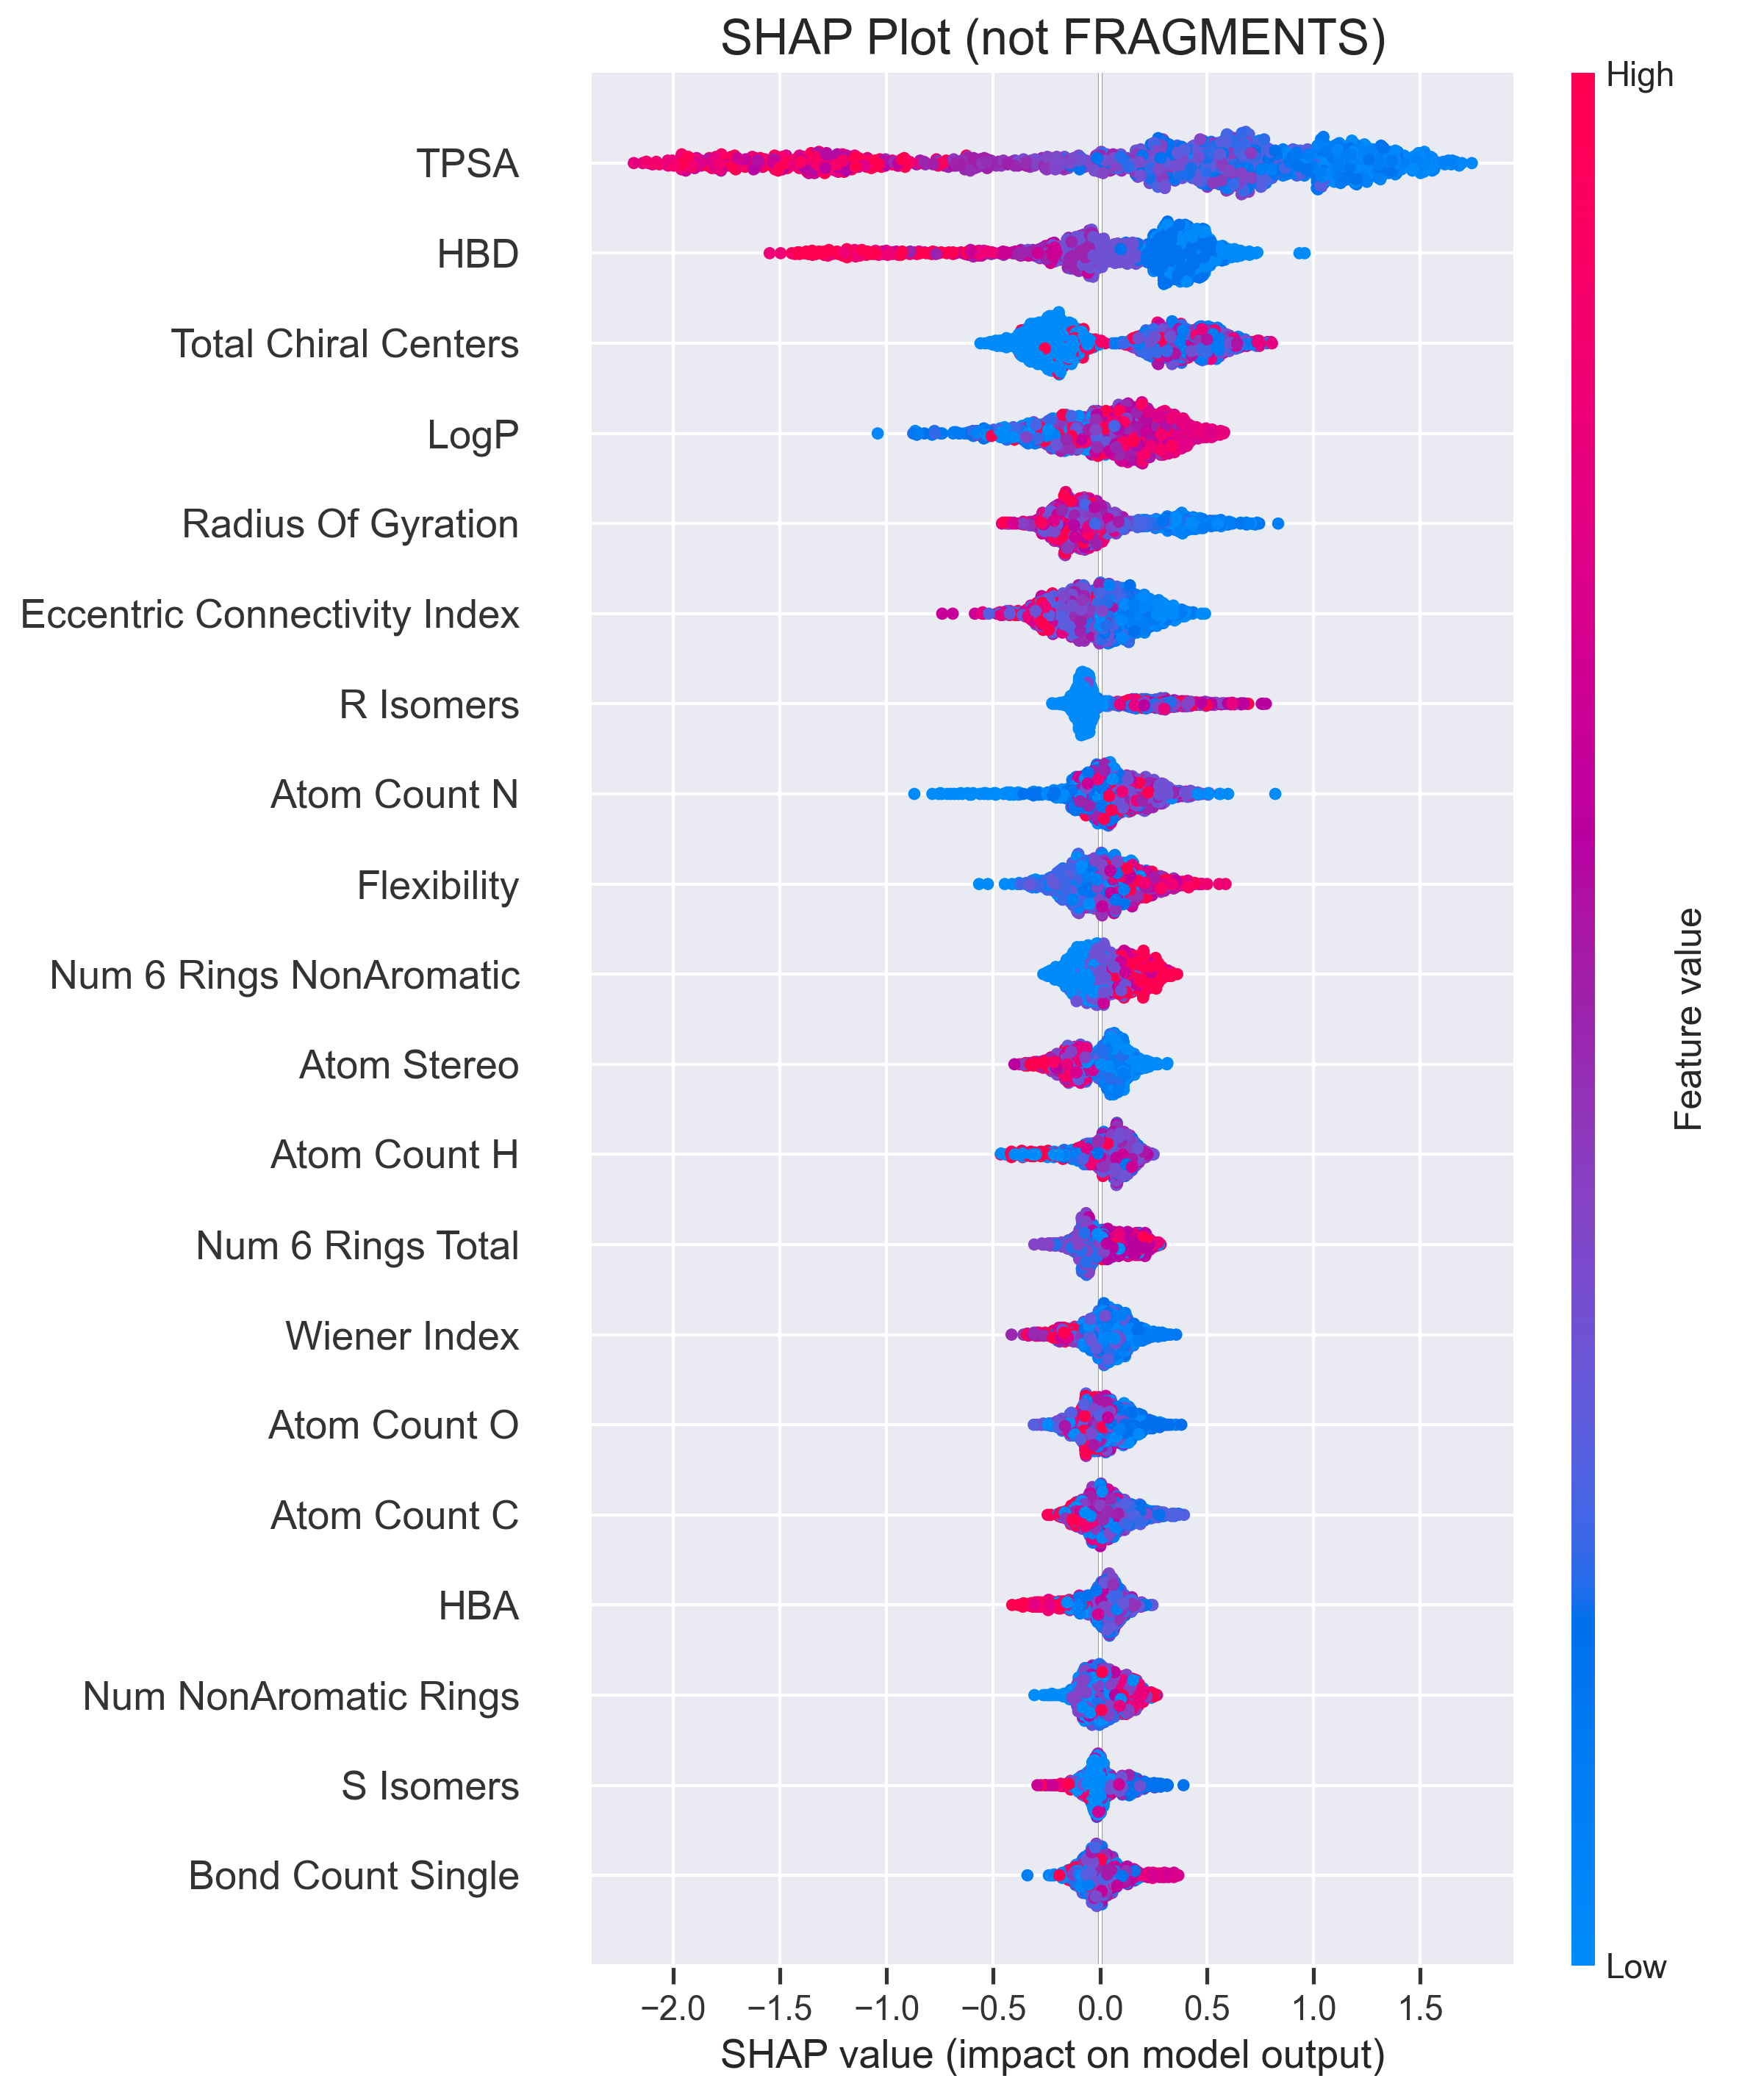 SHAP Plot (not FRAGMENTS)
High
TPSA
HBD
Total Chiral Centers
LogP
Radius Of Gyration
Eccentric Connectivity Index
R Isomers
Atom Count N
Flexibility
Num 6 Rings NonAromatic
Atom Stereo
Atom Count H
Num 6 Rings Total
Wiener Index
Atom Count O
Atom Count C
HBA
Num NonAromatic Rings
S Isomers
Bond Count Single
Feature value
Low
−2.0 −1.5 −1.0 −0.5 0.0 0.5 1.0 1.5
SHAP value (impact on model output)